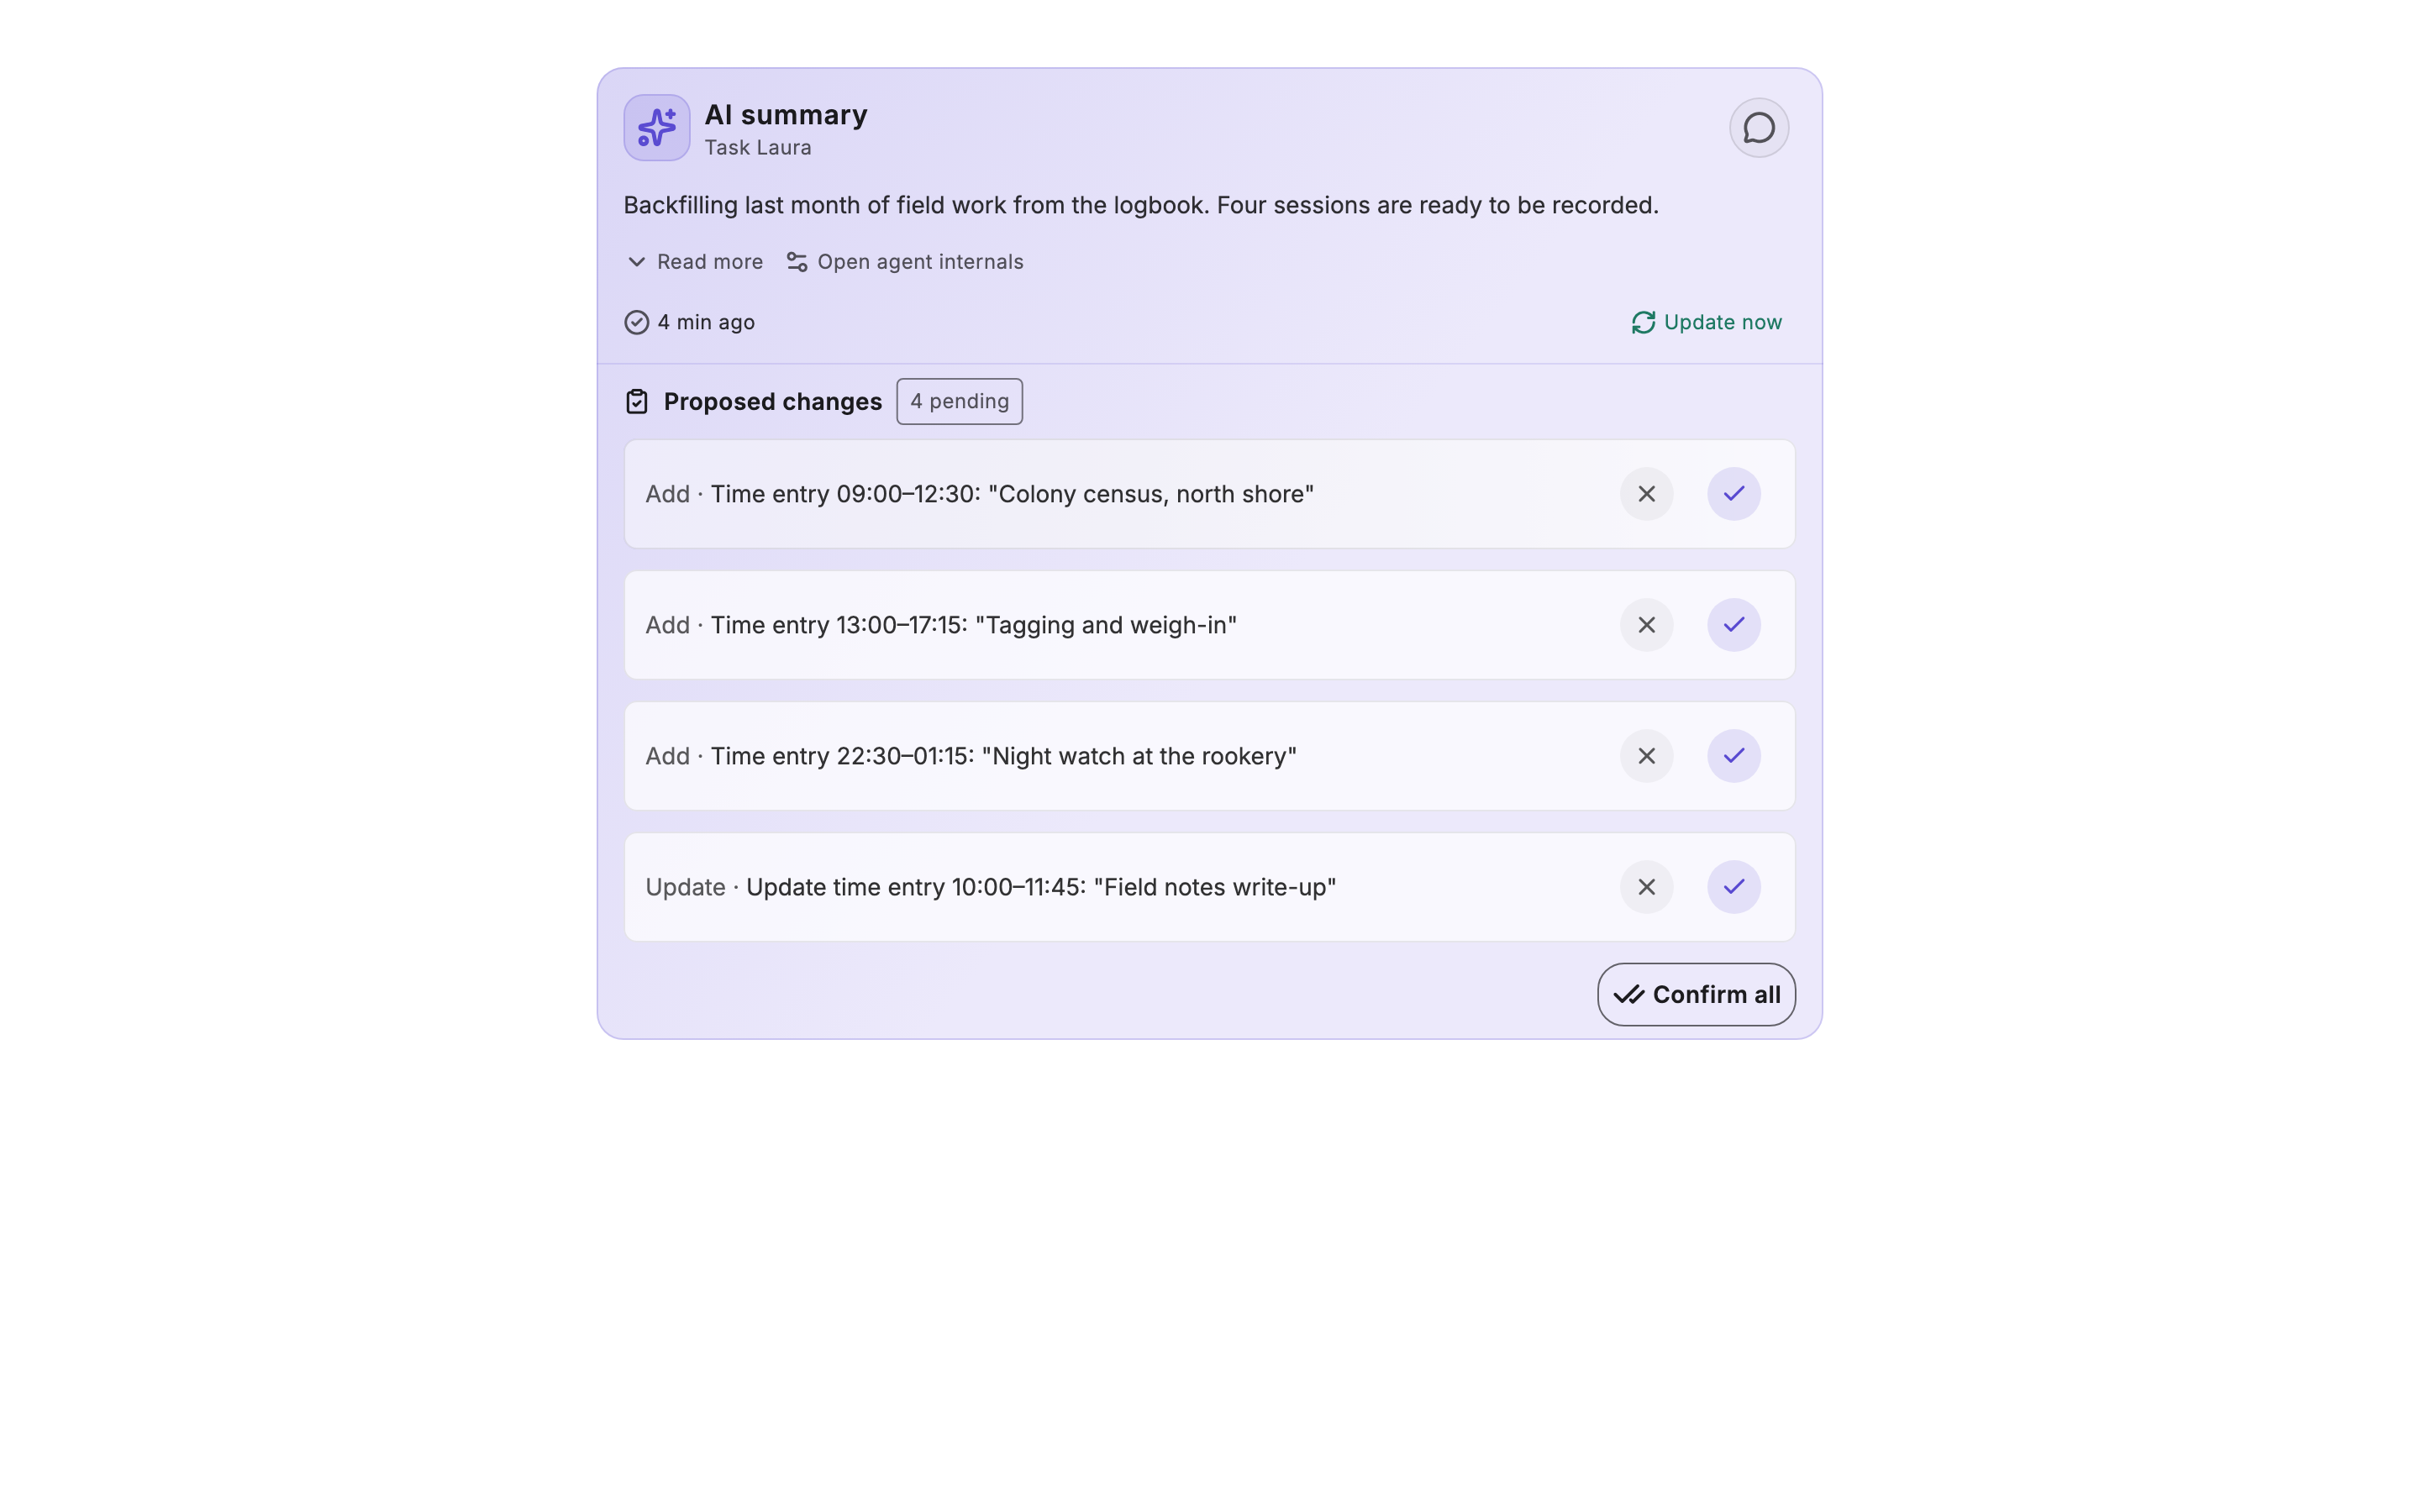 AI summary
Task Laura
Backfilling last month of field work from the logbook. Four sessions are ready to be recorded.
Read more Open agent internals
4 min ago Update now
Proposed changes 4 pending
Add · Time entry 09:00–12:30: "Colony census, north shore"
Add · Time entry 13:00–17:15: "Tagging and weigh-in"
Add · Time entry 22:30–01:15: "Night watch at the rookery"
Update · Update time entry 10:00–11:45: "Field notes write-up"
Confirm all